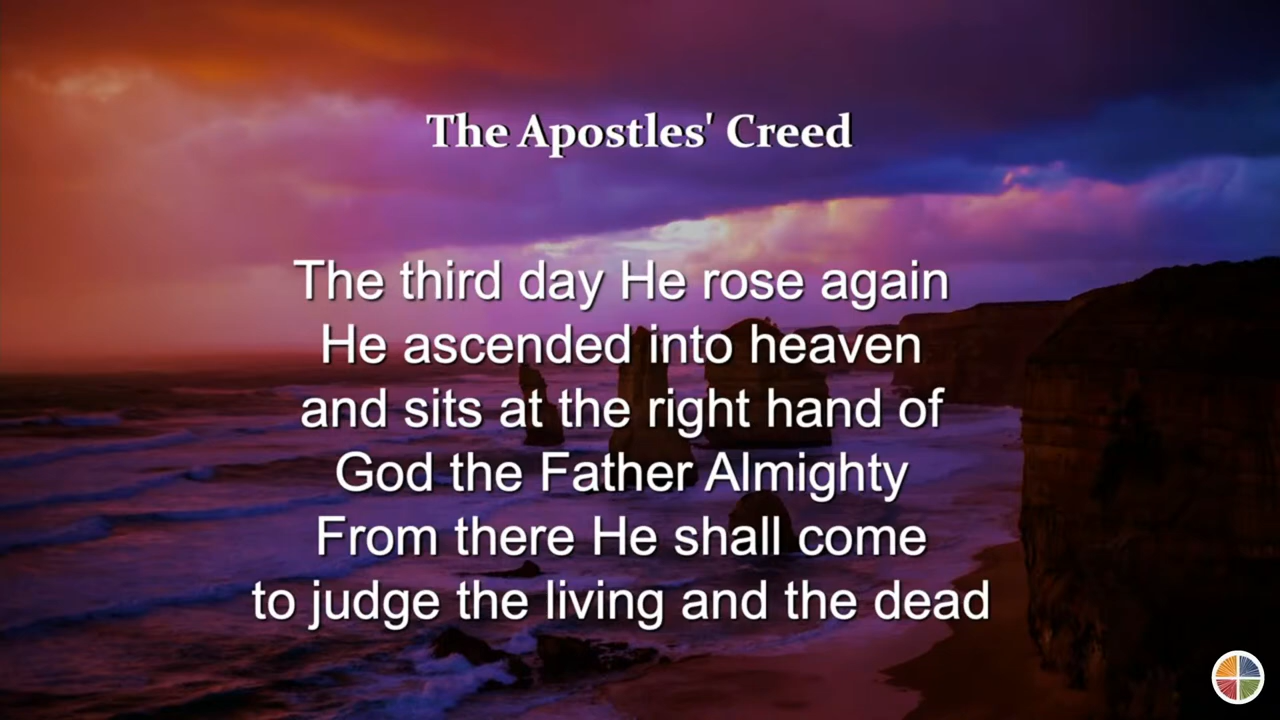 The Apostles' Creed
The third day He rose again
He ascended into heaven
and sits at the right hand of
God the Father Almighty
From there He shall come
to judge the living and the dead